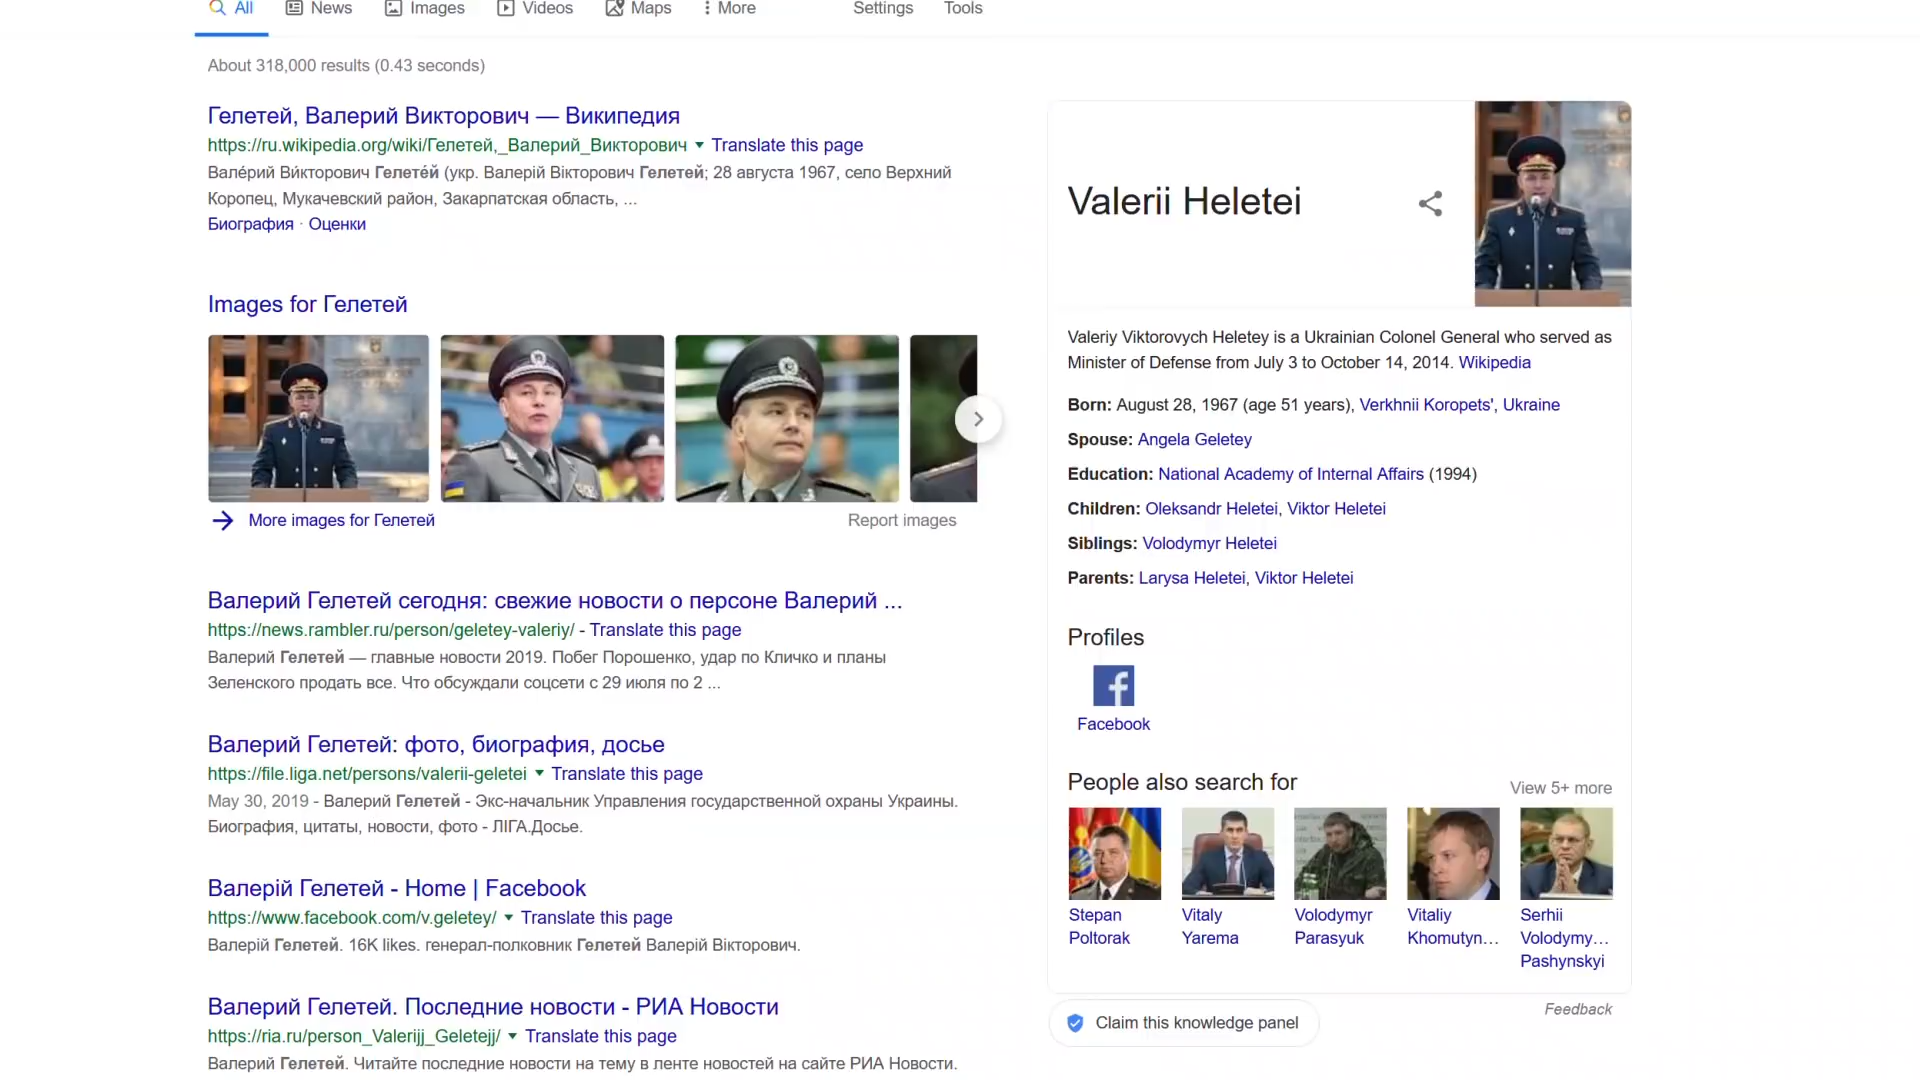 All News Images Videos Maps More Settings Tools
About 318,000 results (0.43 seconds)
Гелетей, Валерий Викторович — Википедия
https://ru.wikipedia.org/wiki/Гелетей,_Валерий_Викторович ▼ Translate this page
Вале́рий Ви́кторович Гелете́й (укр. Валерій Вікторович Гелетей; 28 августа 1967, село Верхний
Коропец, Мукачевский район, Закарпатская область, ...
Биография · Оценки
Images for Гелетей
More images for Гелетей
Report images
Валерий Гелетей сегодня: свежие новости о персоне Валерий ...
https://news.rambler.ru/person/geletey-valeriy/ - Translate this page
Валерий Гелетей — главные новости 2019. Побег Порошенко, удар по Кличко и планы
Зеленского продать все. Что обсуждали соцсети с 29 июля по 2 ...
Валерий Гелетей: фото, биография, досье
https://file.liga.net/persons/valerii-geletei ▼ Translate this page
May 30, 2019 - Валерий Гелетей - Экс-начальник Управления государственной охраны Украины.
Биография, цитаты, новости, фото - ЛІГА.Досье.
Валерій Гелетей - Home | Facebook
https://www.facebook.com/v.geletey/ ▼ Translate this page
Валерій Гелетей. 16K likes. генерал-полковник Гелетей Валерій Вікторович.
Валерий Гелетей. Последние новости - РИА Новости
https://ria.ru/person_Valerijj_Geletejj/ ▼ Translate this page
Валерий Гелетей. Читайте последние новости на тему в ленте новостей на сайте РИА Новости.
Valerii Heletei
Valeriy Viktorovych Heletey is a Ukrainian Colonel General who served as
Minister of Defense from July 3 to October 14, 2014. Wikipedia
Born: August 28, 1967 (age 51 years), Verkhnii Koropets', Ukraine
Spouse: Angela Geletey
Education: National Academy of Internal Affairs (1994)
Children: Oleksandr Heletei, Viktor Heletei
Siblings: Volodymyr Heletei
Parents: Larysa Heletei, Viktor Heletei
Profiles
Facebook
People also search for
View 5+ more
Stepan
Poltorak
Vitaly
Yarema
Volodymyr
Parasyuk
Vitaliy
Khomutyn...
Serhii
Volodymy...
Pashynskyi
Feedback
Claim this knowledge panel